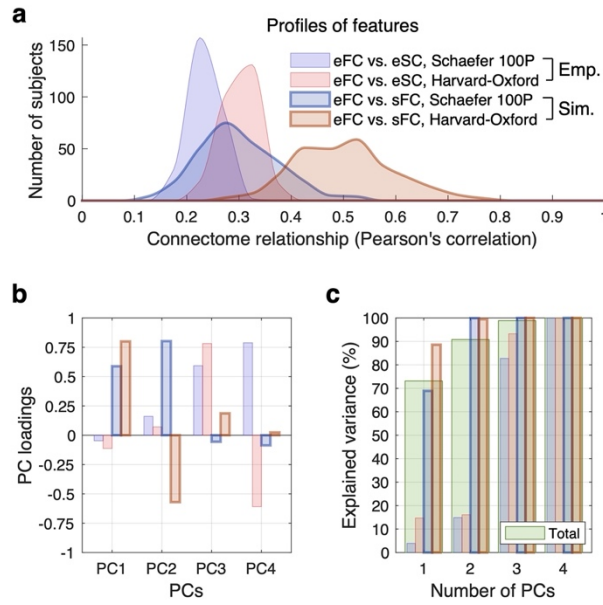 a
Profiles of features
Number of subjects
150
100
50
0
eFC vs. eSC, Schaefer 100P
eFC vs. eSC, Harvard-Oxford
Emp.
eFC vs. sFC, Schaefer 100P
eFC vs. sFC, Harvard-Oxford
Sim.
0 0.1 0.2 0.3 0.4 0.5 0.6 0.7 0.8 0.9 1
Connectome relationship (Pearson's correlation)
b
PC loadings
1
0.75
0.5
0.25
0
-0.25
-0.5
-0.75
-1
PC1 PC2 PC3 PC4
PCs
c
Explained variance (%)
100
90
80
70
60
50
40
30
20
10
0
Total
1 2 3 4
Number of PCs